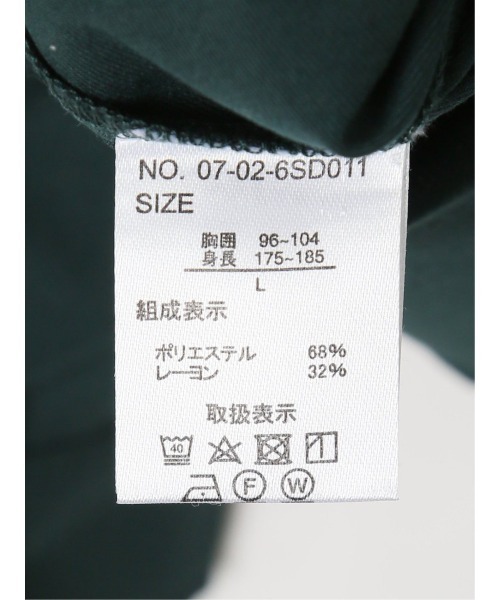 NO. 07-02-6SD011
SIZE
胸囲 96~104
身長 175~185
L
組成表示
ポリエステル 68%
レーヨン 32%
取扱表示
40
F W